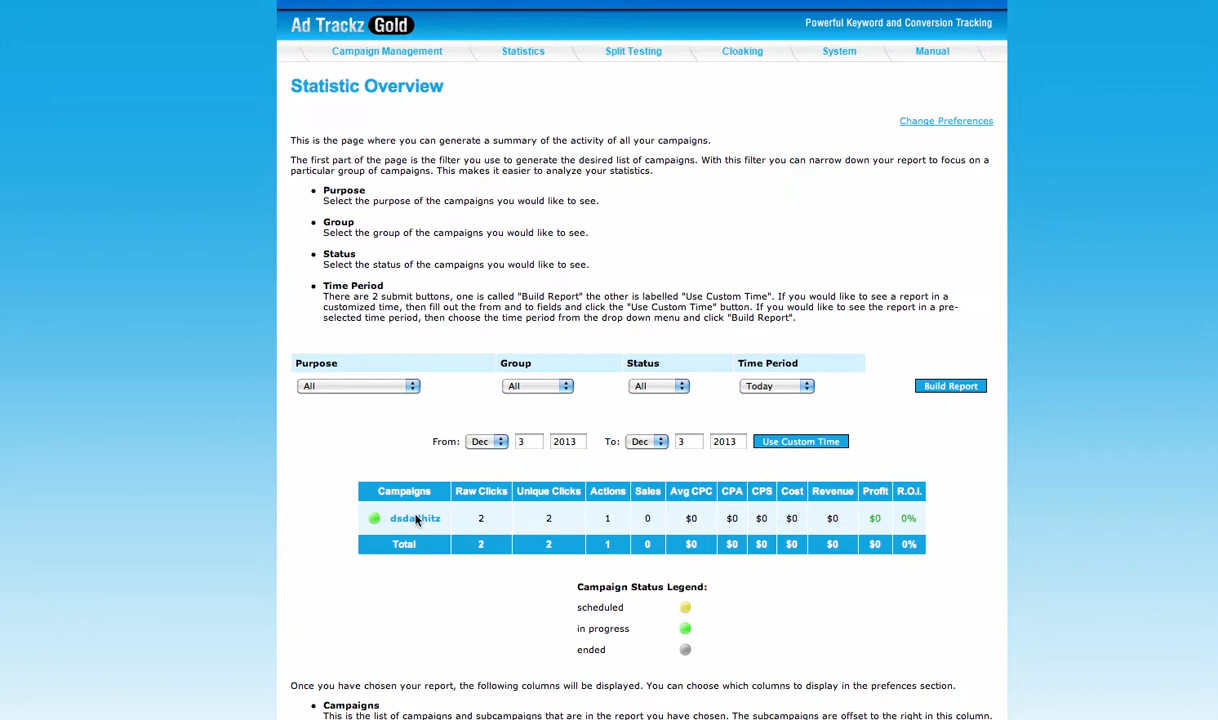 Ad Trackz Gold
Powerful Keyword and Conversion Tracking
Campaign Management Statistics Split Testing Cloaking System Manual
Statistic Overview
Change Preferences
This is the page where you can generate a summary of the activity of all your campaigns.
The first part of the page is the filter you use to generate the desired list of campaigns. With this filter you can narrow down your report to focus on a
particular group of campaigns. This makes it easier to analyze your statistics.
• Purpose
Select the purpose of the campaigns you would like to see.
• Group
Select the group of the campaigns you would like to see.
• Status
Select the status of the campaigns you would like to see.
• Time Period
There are 2 submit buttons, one is called "Build Report" the other is labelled "Use Custom Time". If you would like to see a report in a
customized time, then fill out the from and to fields and click the "Use Custom Time" button. If you would like to see the report in a pre-
selected time period, then choose the time period from the drop down menu and click "Build Report".
Purpose Group Status Time Period
All All All Today Build Report
From: Dec 3 2013 To: Dec 3 2013 Use Custom Time
Campaigns Raw Clicks Unique Clicks Actions Sales Avg CPC CPA CPS Cost Revenue Profit R.O.I.
2 2 1 0 $0 $0 $0 $0 $0 $0 0%
Total 2 2 1 0 $0 $0 $0 $0 $0 $0 0%
Campaign Status Legend:
scheduled
in progress
ended
Once you have chosen your report, the following columns will be displayed. You can choose which columns to display in the prefences section.
• Campaigns
This is the list of campaigns and subcampaigns that are in the report you have chosen. The subcampaigns are offset to the right in this column.